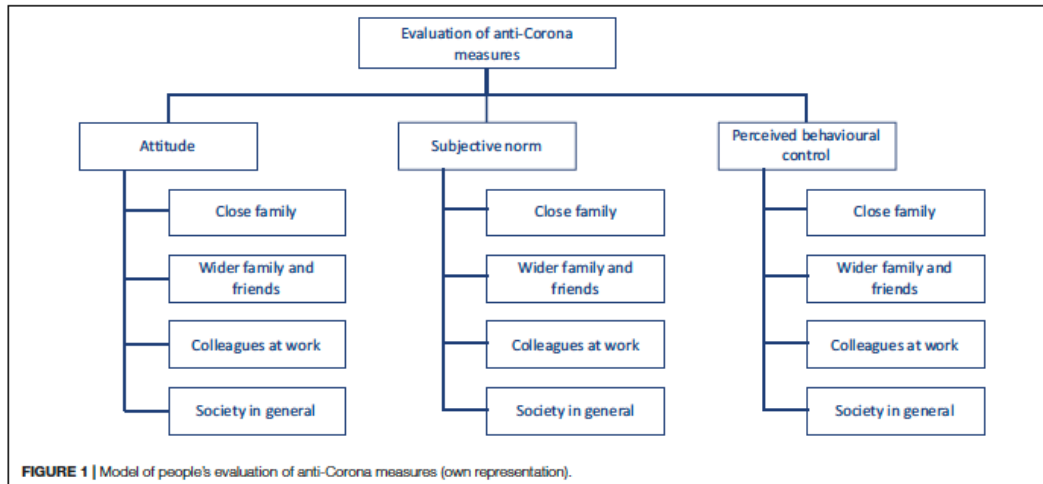 Evaluation of anti-Corona
measures
Attitude
Subjective norm
Perceived behavioural
control
Close family
Close family
Close family
Wider family and
friends
Wider family and
friends
Wider family and
friends
Colleagues at work
Colleagues at work
Colleagues at work
Society in general
Society in general
Society in general
FIGURE 1 | Model of people's evaluation of anti-Corona measures (own representation).